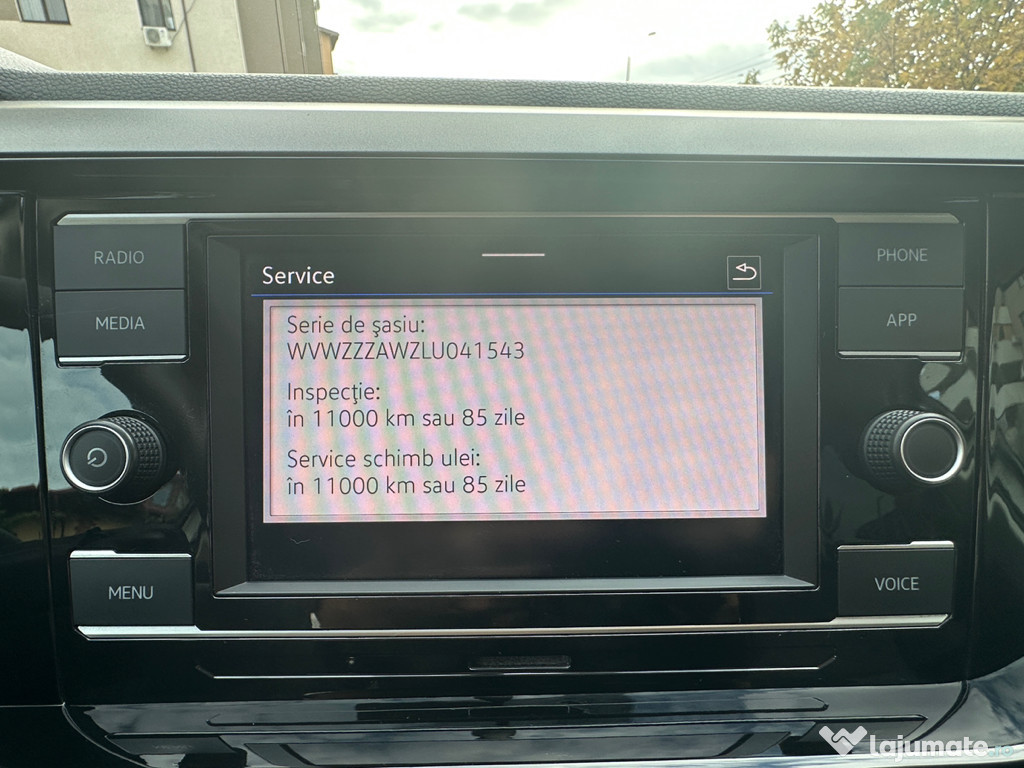 RADIO
MEDIA
MENU
Service
Serie de şasiu:
WVWZZZAWZLU041543
Inspecţie:
în 11000 km sau 85 zile
Service schimb ulei:
în 11000 km sau 85 zile
PHONE
APP
VOICE
lajumate.ro